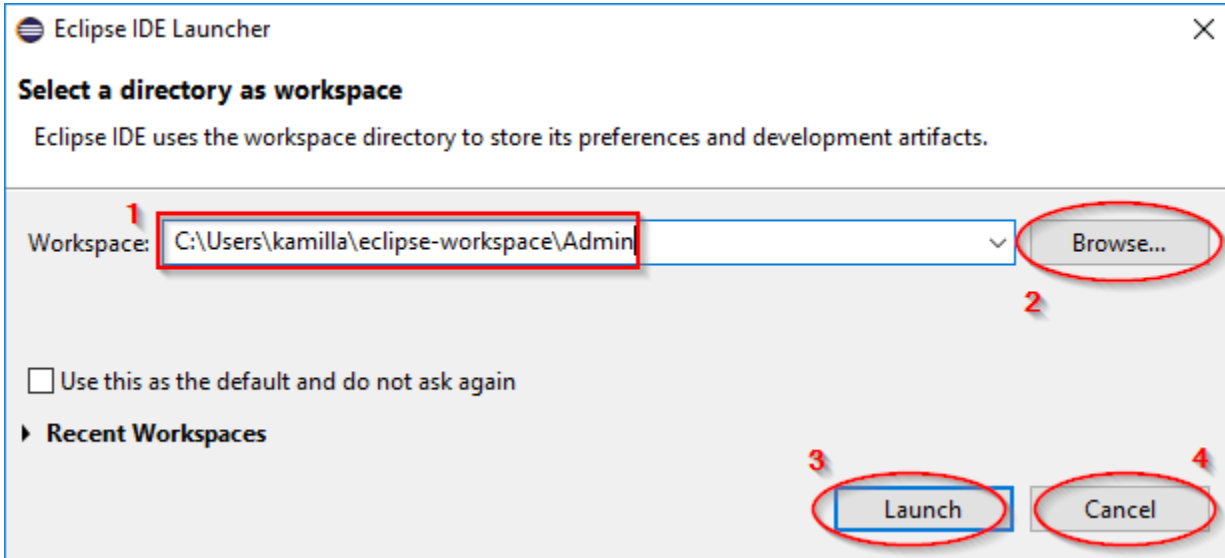 Eclipse IDE Launcher
Select a directory as workspace
Eclipse IDE uses the workspace directory to store its preferences and development artifacts.
1
Workspace: C:\Users\kamilla\eclipse-workspace\Admin Browse...
2
Use this as the default and do not ask again
Recent Workspaces
3 4
Launch Cancel